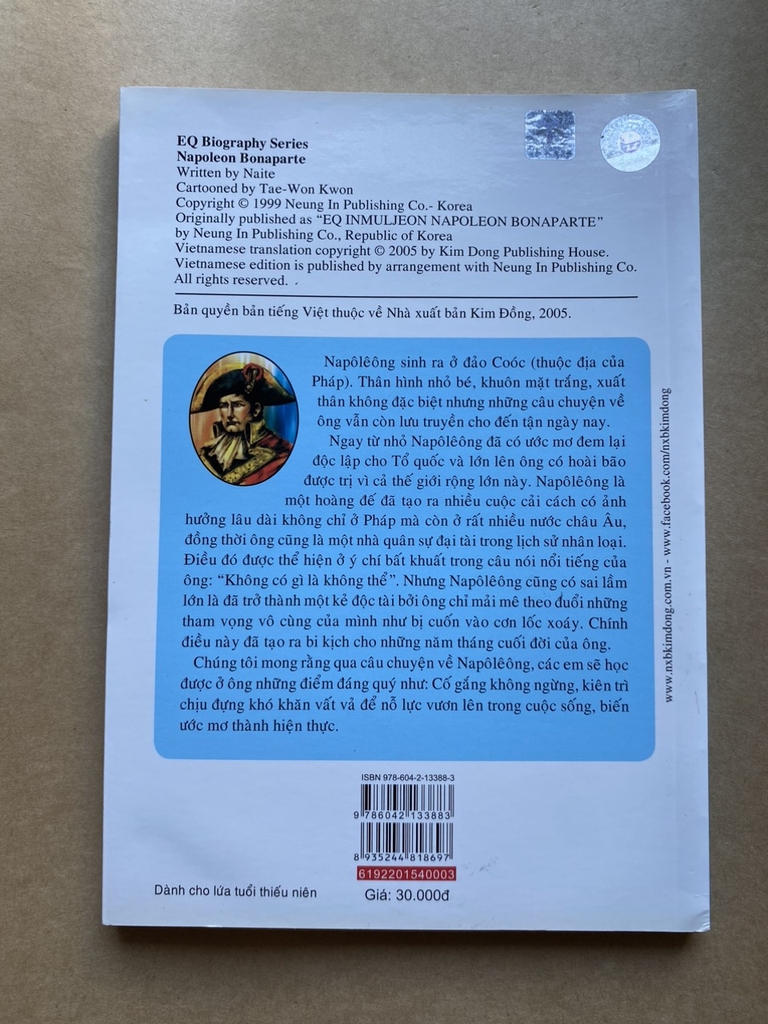 EQ Biography Series
Napoleon Bonaparte
Written by Naite
Cartooned by Tae-Won Kwon
Copyright © 1999 Neung In Publishing Co.- Korea
Originally published as “EQ INMULJEON NAPOLEON BONAPARTE”
by Neung In Publishing Co., Republic of Korea
Vietnamese translation copyright © 2005 by Kim Dong Publishing House.
Vietnamese edition is published by arrangement with Neung In Publishing Co.
All rights reserved.
Bản quyền bản tiếng Việt thuộc về Nhà xuất bản Kim Đồng, 2005.
Napôlêông sinh ra ở đảo Coóc (thuộc địa của
Pháp). Thân hình nhỏ bé, khuôn mặt trắng, xuất
thân không đặc biệt nhưng những câu chuyện về
ông vẫn còn lưu truyền cho đến tận ngày nay.
Ngay từ nhỏ Napôlêông đã có ước mơ đem lại
độc lập cho Tổ quốc và lớn lên ông có hoài bão
được trị vì cả thế giới rộng lớn này. Napôlêông là
một hoàng đế đã tạo ra nhiều cuộc cải cách có ảnh
hưởng lâu dài không chỉ ở Pháp mà còn ở rất nhiều nước châu Âu,
đồng thời ông cũng là một nhà quân sự đại tài trong lịch sử nhân loại.
Điều đó được thể hiện ở ý chí bất khuất trong câu nói nổi tiếng của
ông: “Không có gì là không thể”. Nhưng Napôlêông cũng có sai lầm
lớn là đã trở thành một kẻ độc tài bởi ông chỉ mải mê theo đuổi những
tham vọng vô cùng của mình như bị cuốn vào cơn lốc xoáy. Chính
điều này đã tạo ra bi kịch cho những năm tháng cuối đời của ông.
Chúng tôi mong rằng qua câu chuyện về Napôlêông, các em sẽ học
được ở ông những điểm đáng quý như: Cố gắng không ngừng, kiên trì
chịu đựng khó khăn vất vả để nỗ lực vươn lên trong cuộc sống, biến
ước mơ thành hiện thực.
www.nxbkimdong.com.vn - www.facebook.com/nxbkimdong
ISBN 978-604-2-13388-3
9 786042 133883
8 935244 818697
6192201540003
Dành cho lứa tuổi thiếu niên
Giá: 30.000đ